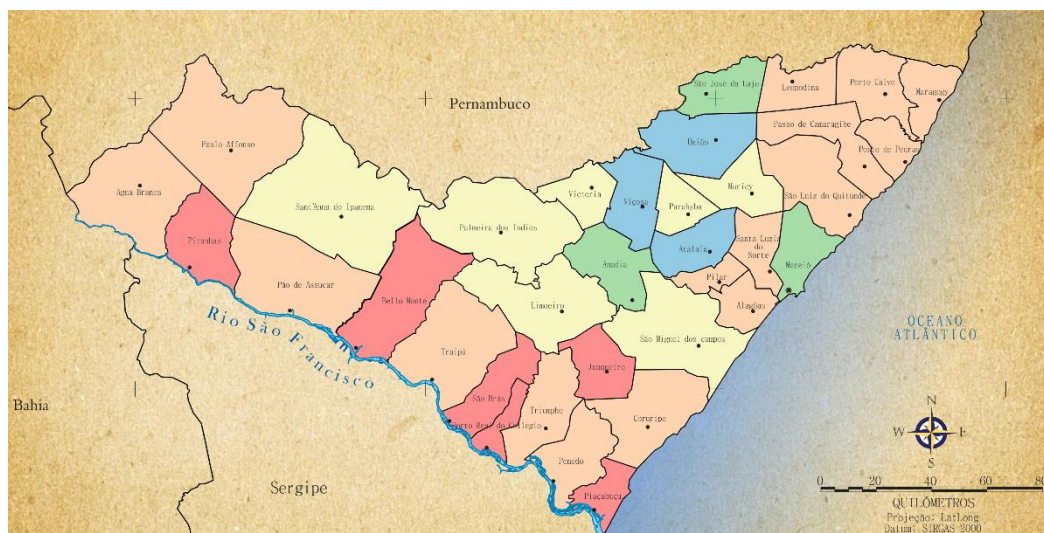 Pernambuco
São José da Laje
Leopodina
Porto Calvo
Maragogy
Passo de Camaragibe
Porto de Pedras
União
Paulo Affonso
Agua Branca
Sant'Anna do Ipanema
Victoria
Viçosa
Parahyba
Muricy
São Luiz do Quitunde
Palmeira dos Indios
Piranhas
Atalaia
Santa Luzia
do
Norte
Maceió
Anadia
Pilar
Pão de Assucar
Bello Monte
Limoeiro
Alagôas
OCEANO
ATLÂNTICO
Rio São Francisco
Traipú
São Miguel dos campos
Junqueiro
São Brás
Triumpho
Porto Real do Collegio
Coruripe
Bahia
Penedo
Sergipe
Piaçabuçu
N
W E
S
0 20 40 60 80
QUILÔMETROS
Projeção: LatLong
Datum: SIRGAS 2000